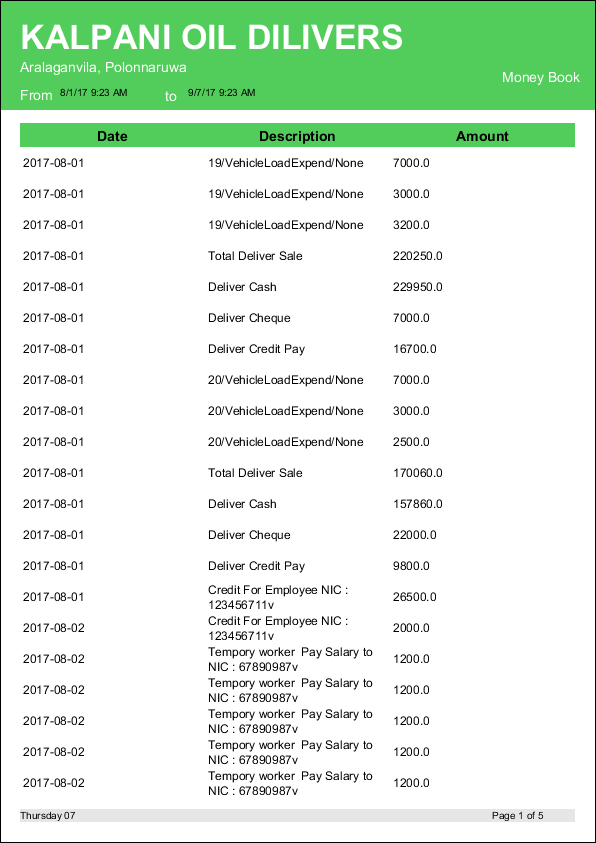 KALPANI OIL DILIVERS
Aralaganvila, Polonnaruwa
Money Book
From 8/1/17 9:23 AM to 9/7/17 9:23 AM
Date Description Amount
2017-08-01 19/VehicleLoadExpend/None 7000.0
2017-08-01 19/VehicleLoadExpend/None 3000.0
2017-08-01 19/VehicleLoadExpend/None 3200.0
2017-08-01 Total Deliver Sale 220250.0
2017-08-01 Deliver Cash 229950.0
2017-08-01 Deliver Cheque 7000.0
2017-08-01 Deliver Credit Pay 16700.0
2017-08-01 20/VehicleLoadExpend/None 7000.0
2017-08-01 20/VehicleLoadExpend/None 3000.0
2017-08-01 20/VehicleLoadExpend/None 2500.0
2017-08-01 Total Deliver Sale 170060.0
2017-08-01 Deliver Cash 157860.0
2017-08-01 Deliver Cheque 22000.0
2017-08-01 Deliver Credit Pay 9800.0
2017-08-01 Credit For Employee NIC : 26500.0
123456711v
2017-08-02 Credit For Employee NIC : 2000.0
123456711v
2017-08-02 Tempory worker  Pay Salary to 1200.0
NIC : 67890987v
2017-08-02 Tempory worker  Pay Salary to 1200.0
NIC : 67890987v
2017-08-02 Tempory worker  Pay Salary to 1200.0
NIC : 67890987v
2017-08-02 Tempory worker  Pay Salary to 1200.0
NIC : 67890987v
2017-08-02 Tempory worker  Pay Salary to 1200.0
NIC : 67890987v
Thursday 07 Page 1 of 5